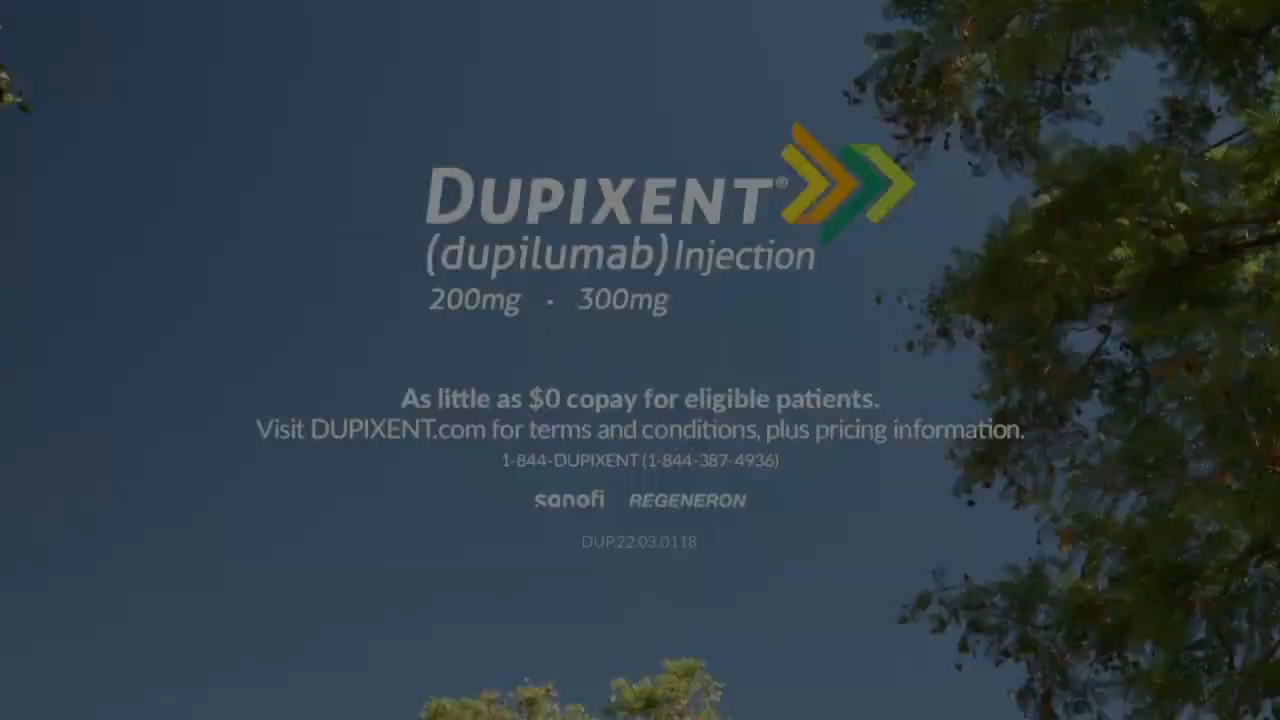 DUPIXENT®
(dupilumab) Injection
200mg · 300mg
As little as $0 copay for eligible patients.
Visit DUPIXENT.com for terms and conditions, plus pricing information.
1-844-DUPIXENT (1-844-387-4936)
sanofi REGENERON
DUP.22.03.0118